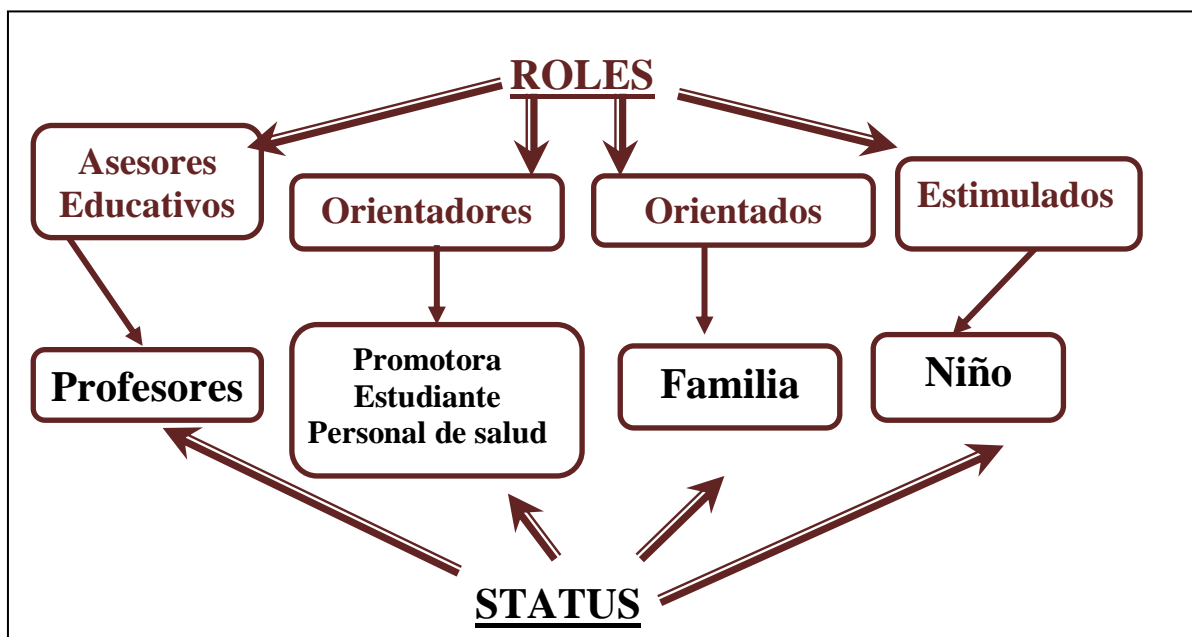 ROLES
Asesores
Educativos
Orientadores
Orientados
Estimulados
Profesores
Promotora
Estudiante
Personal de salud
Familia
Niño
STATUS